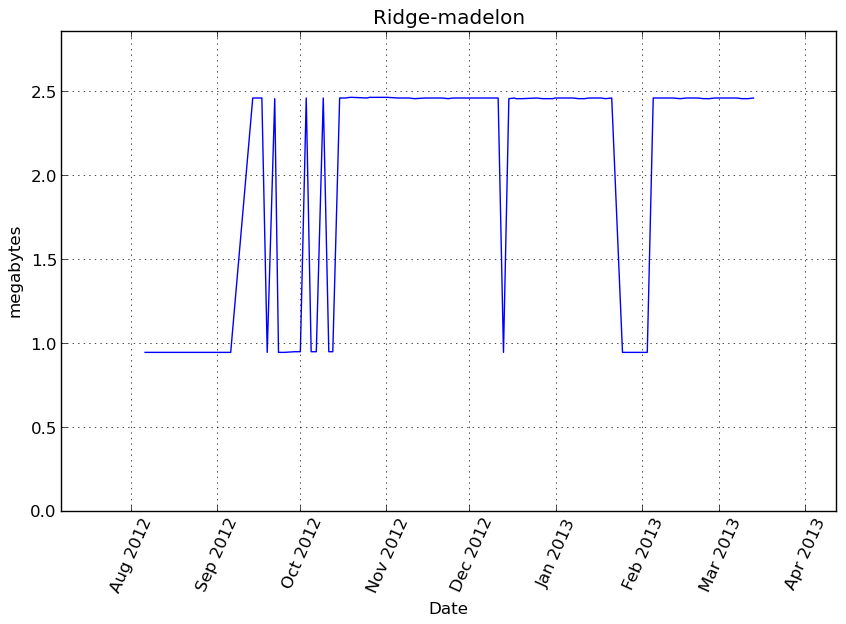 Ridge-madelon
megabytes
2.5
2.0
1.5
1.0
0.5
0.0
Aug 2012
Sep 2012
Oct 2012
Nov 2012
Dec 2012
Jan 2013
Feb 2013
Mar 2013
Apr 2013
Date